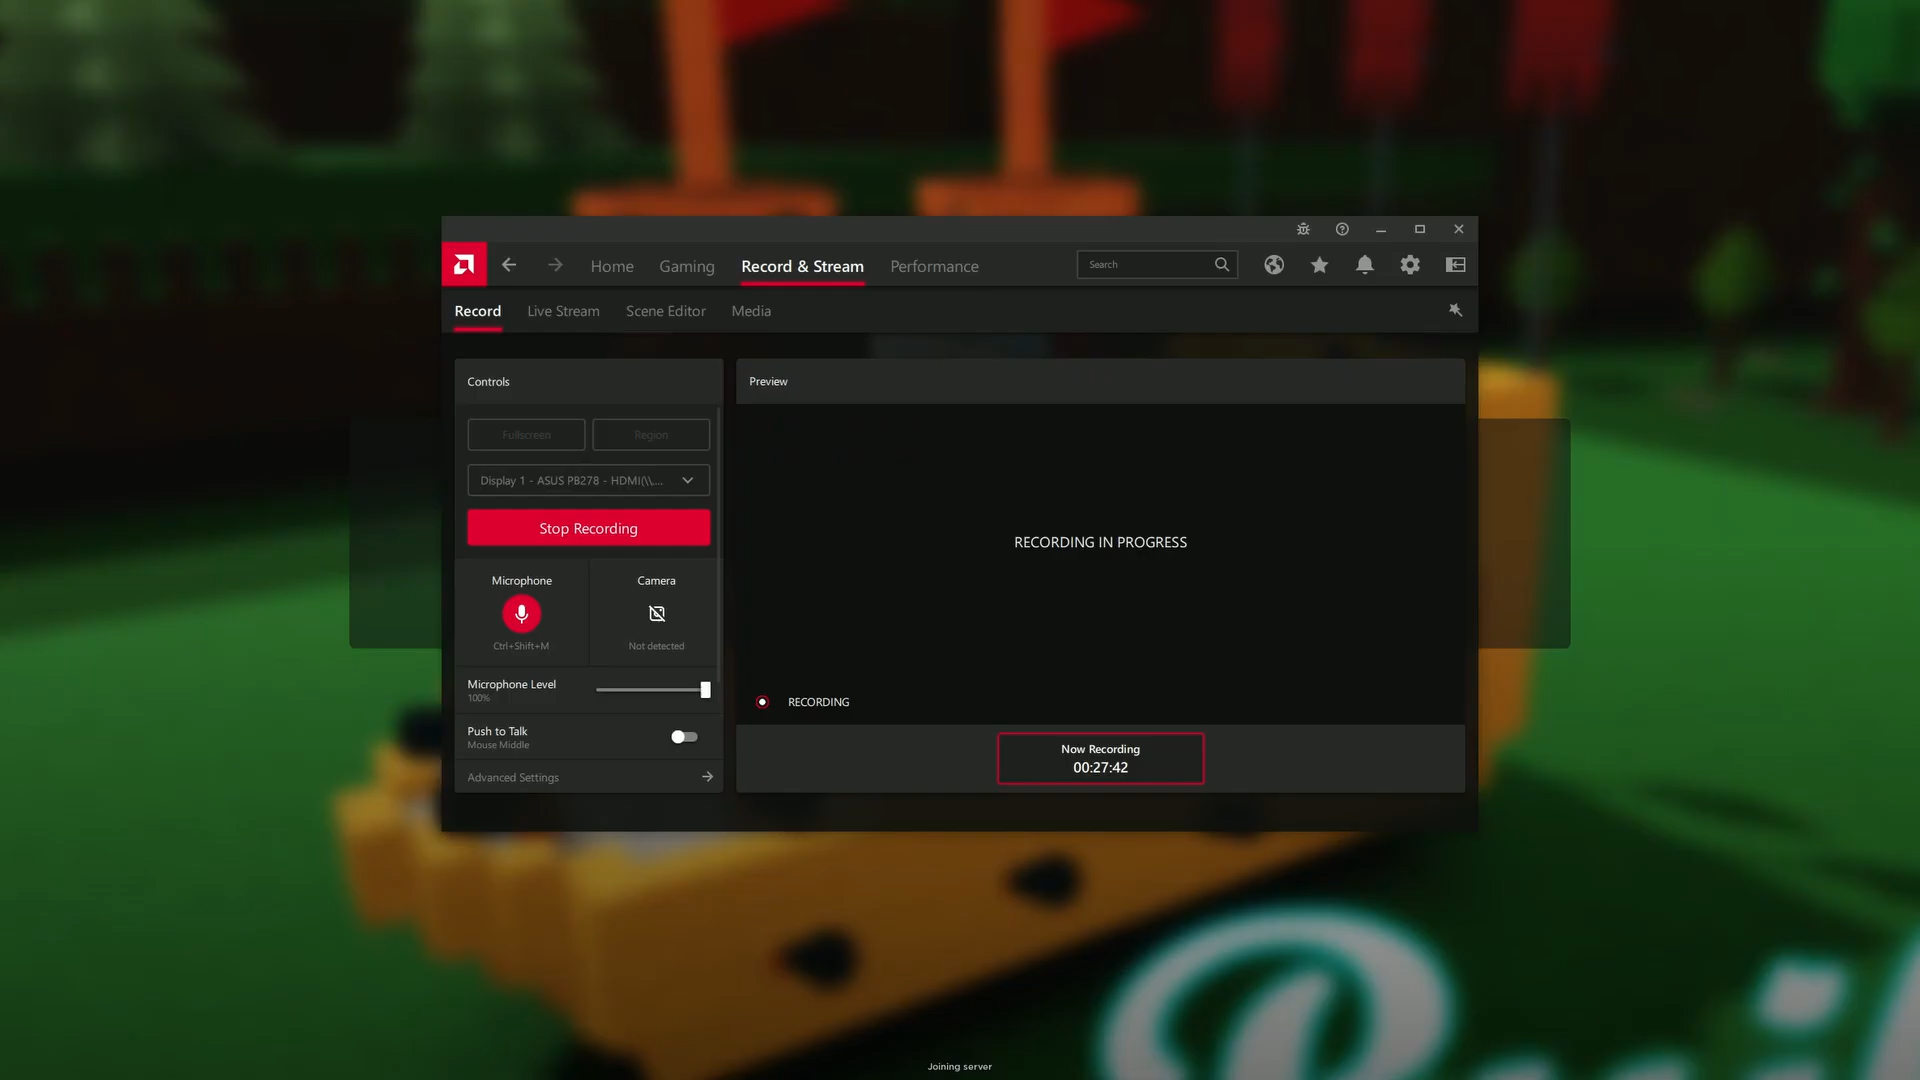 Home
Gaming
Record & Stream
Performance
Search
Record
Live Stream
Scene Editor
Media
Controls
Fullscreen
Region
Display 1 - ASUS PB278 - HDMI(\\,...
Stop Recording
Microphone
Camera
Ctrl+Shift+M
Not detected
Microphone Level
100%
Push to Talk
Mouse Middle
Advanced Settings
Preview
RECORDING IN PROGRESS
RECORDING
Now Recording
00:27:42
Joining server